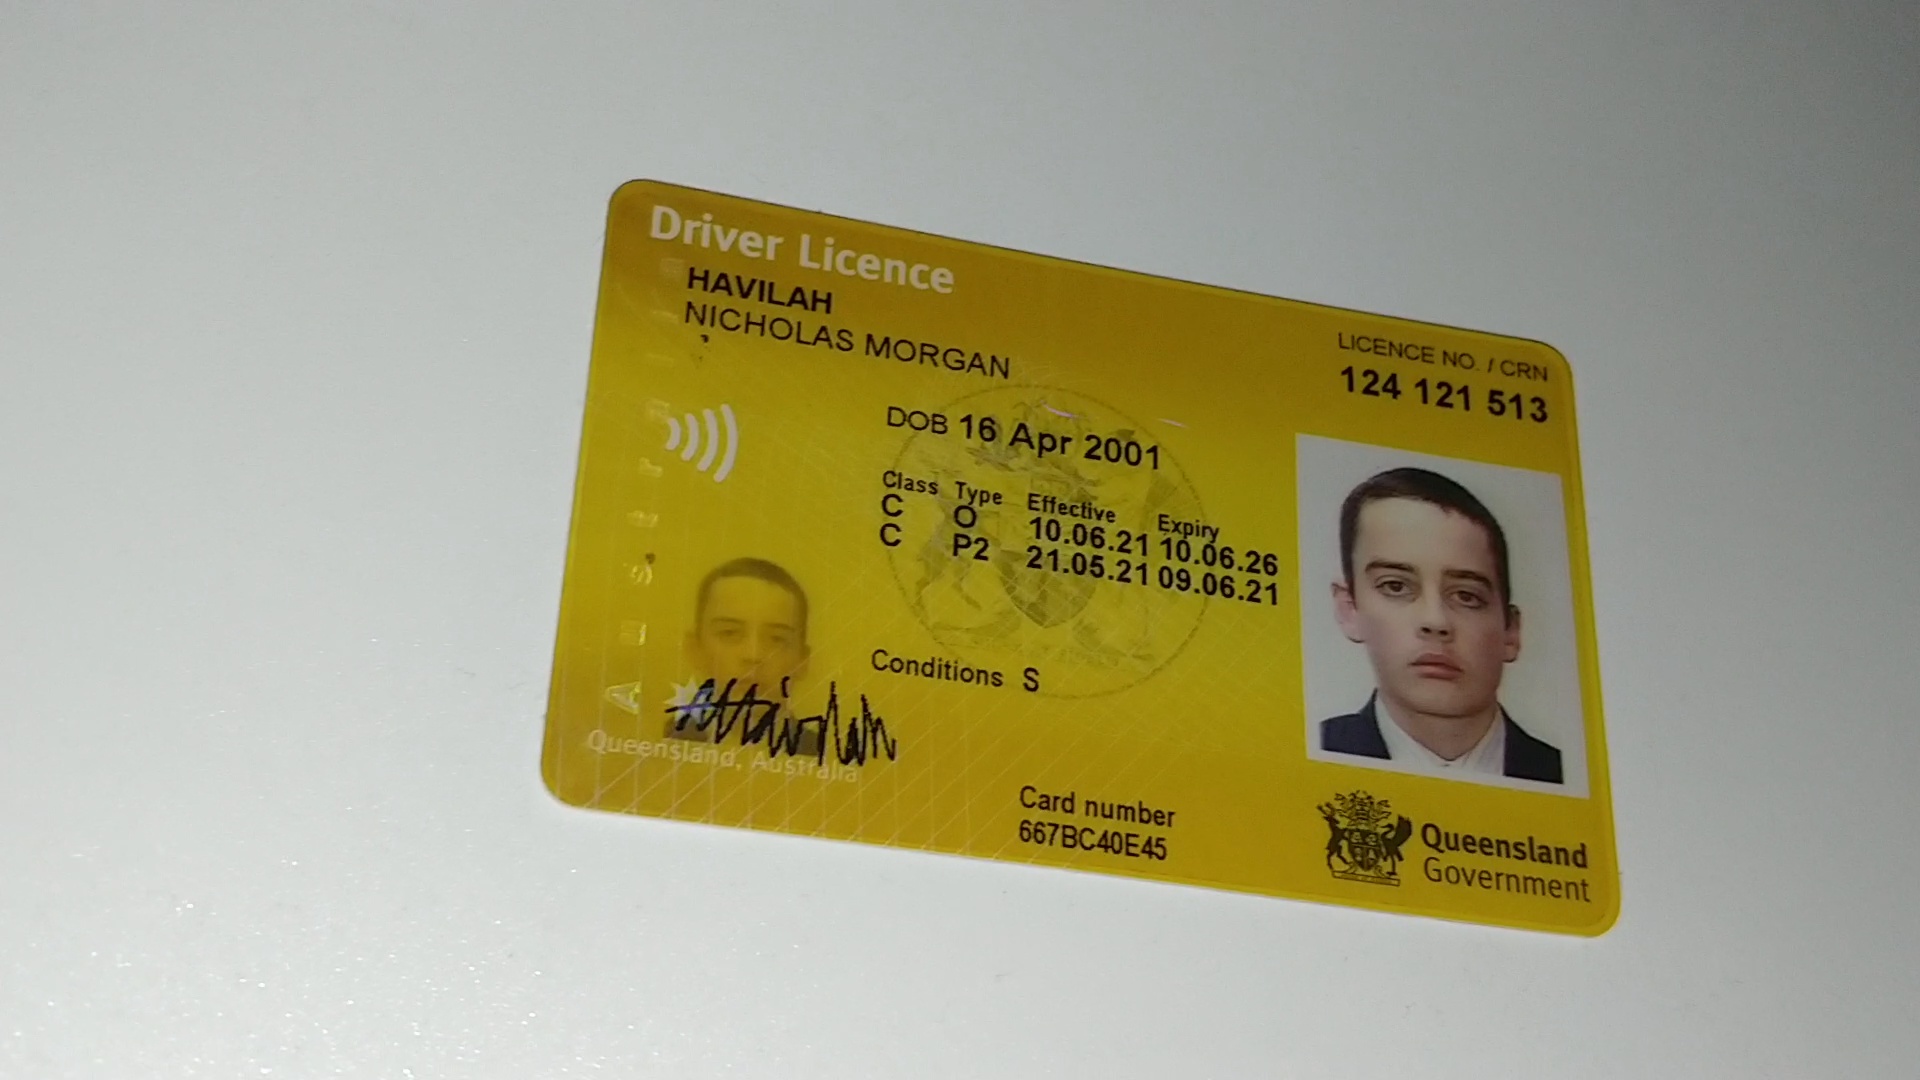 Driver Licence
HAVILAH
NICHOLAS MORGAN
LICENCE NO. / CRN
124 121 513
DOB 16 Apr 2001
Class Type Effective Expiry
C O 10.06.21 10.06.26
C P2 21.05.21 09.06.21
Conditions S
Queensland, Australia
Card number
667BC40E45
Queensland
Government